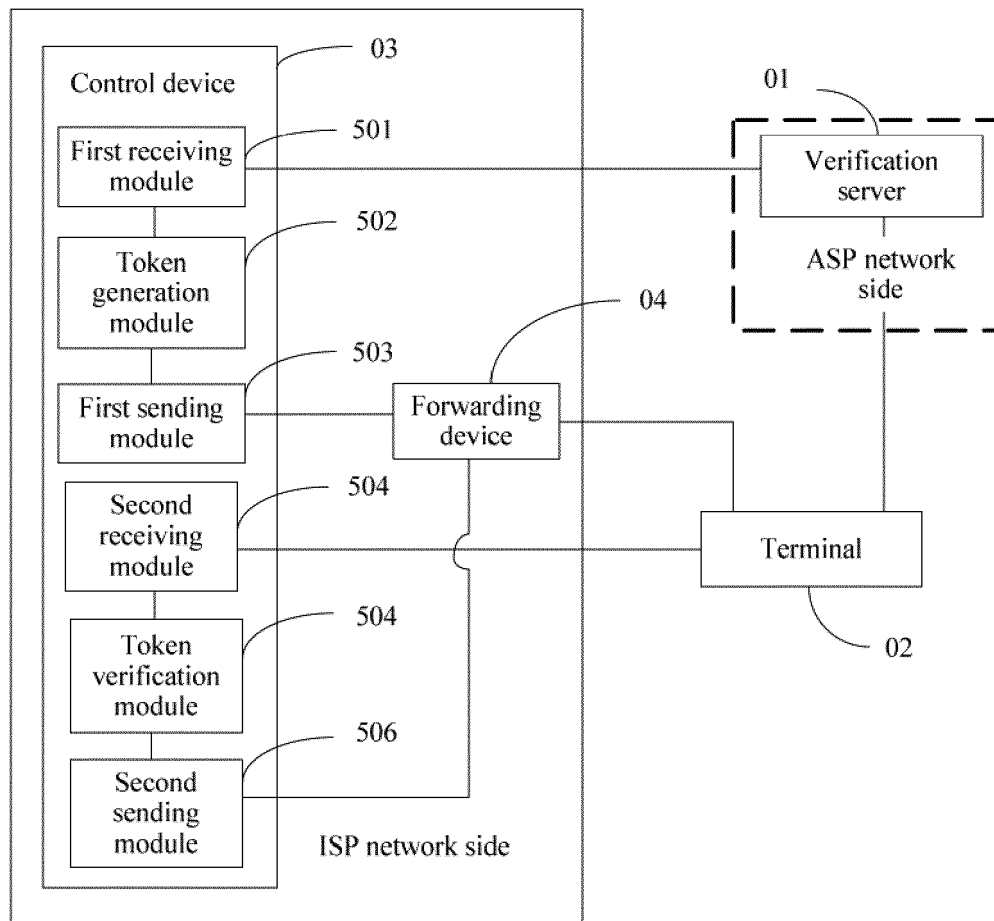 03
Control device
01
501
First receiving
module
Verification
server
502
Token
generation
module
ASP network
side
04
503
First sending
module
Forwarding
device
504
Second
receiving
module
Terminal
504
Token
verification
module
02
506
Second
sending
module
ISP network side